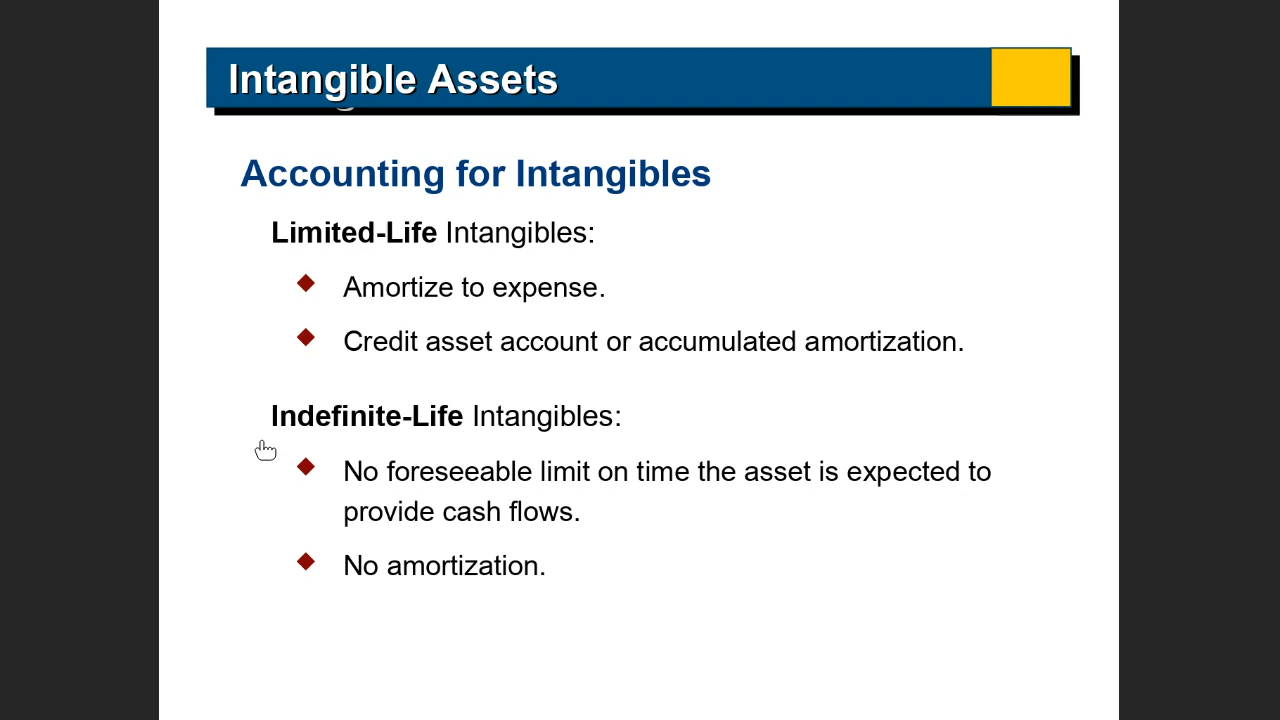 Intangible Assets
Accounting for Intangibles
Limited-Life Intangibles:
Amortize to expense.
Credit asset account or accumulated amortization.
Indefinite-Life Intangibles:
No foreseeable limit on time the asset is expected to
provide cash flows.
No amortization.